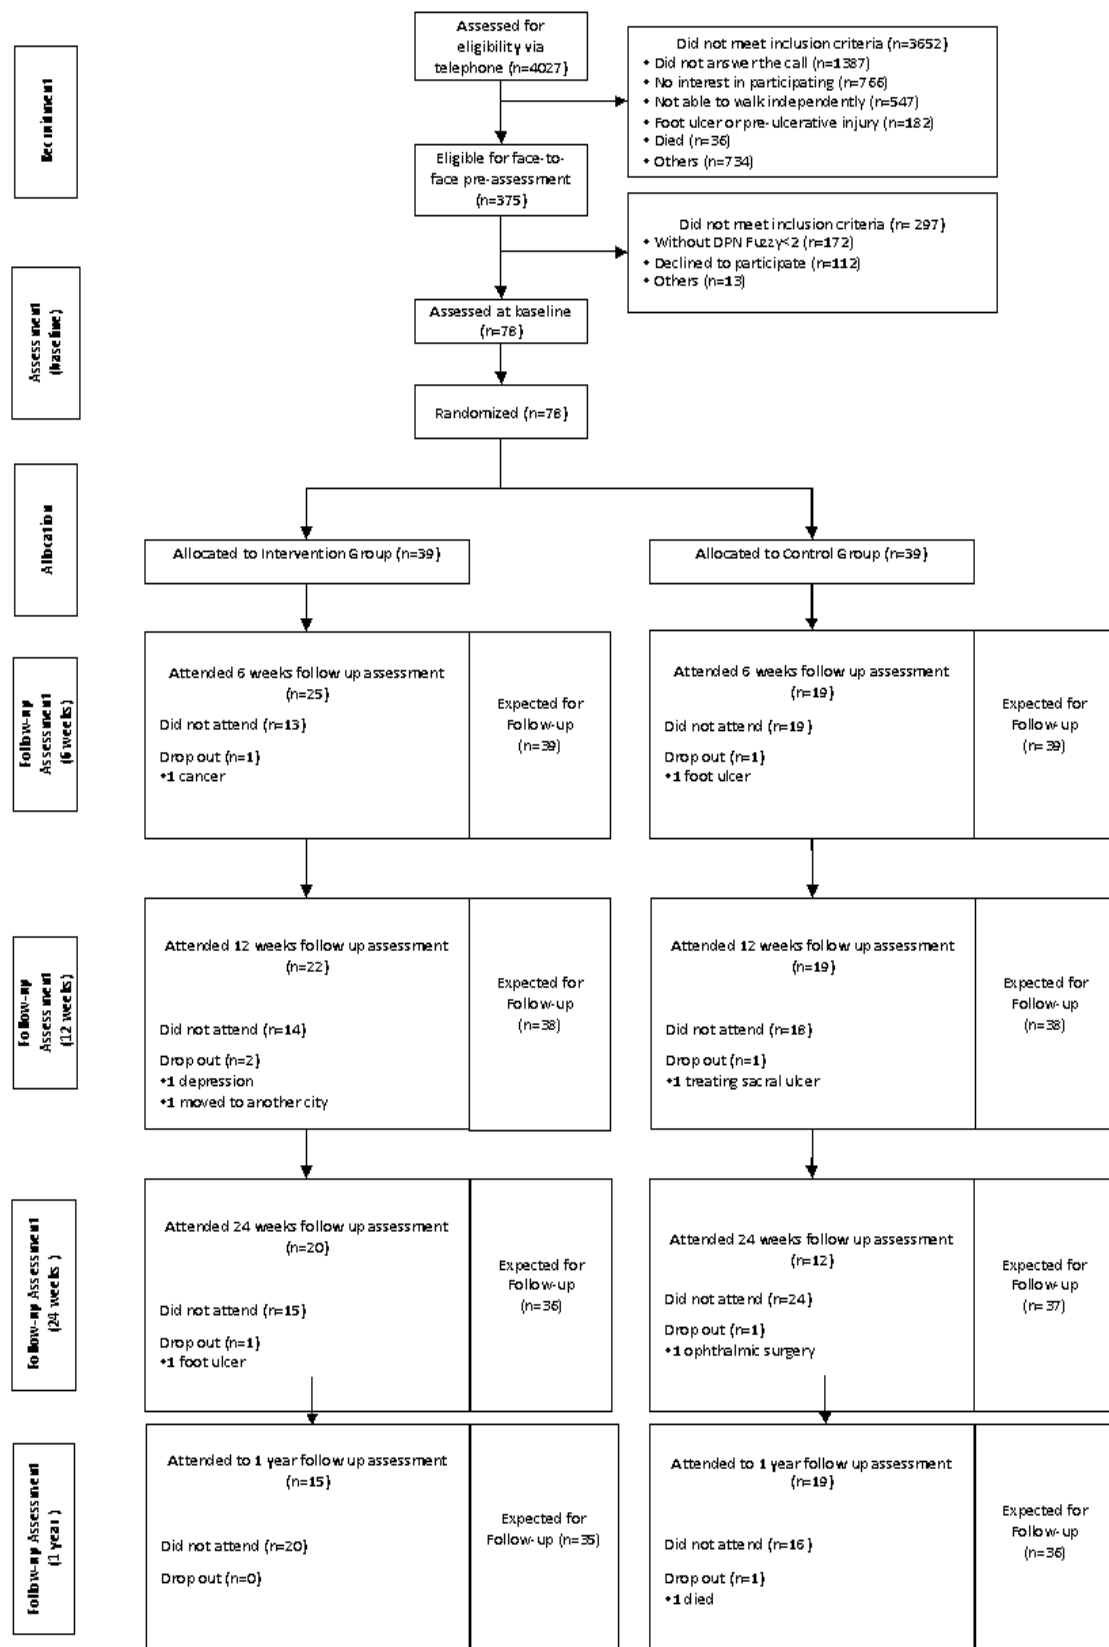 Assessed for
eligibility via
telephone (n=4027)
Recruitment
Did not meet inclusion criteria (n=3652)
• Did not answer the call (n=1387)
• No interest in participating (n=766)
• Not able to walk independently (n=547)
• Foot ulcer or pre-ulcerative injury (n=182)
• Died (n=36)
• Others (n=734)
Eligible for face-to-
face pre-assessment
(n=375)
Did not meet inclusion criteria (n= 297)
• Without DPN Fuzzy<2 (n=172)
• Declined to participate (n=112)
• Others (n=13)
Assessment
(baseline)
Assessed at baseline
(n=78)
Randomized (n=78)
Allocation
Allocated to Intervention Group (n=39)
Allocated to Control Group (n=39)
Follow-up
Assessment
(6 weeks)
Attended 6 weeks follow up assessment
(n=25)
Did not attend (n=13)
Drop out (n=1)
•1 cancer
Expected for
Follow-up
(n=39)
Attended 6 weeks follow up assessment
(n=19)
Did not attend (n=19)
Drop out (n=1)
•1 foot ulcer
Expected for
Follow-up
(n=39)
Follow-up
Assessment
(12 weeks)
Attended 12 weeks follow up assessment
(n=22)
Did not attend (n=14)
Drop out (n=2)
•1 depression
•1 moved to another city
Expected for
Follow-up
(n=38)
Attended 12 weeks follow up assessment
(n=19)
Did not attend (n=18)
Drop out (n=1)
•1 treating sacral ulcer
Expected for
Follow-up
(n=38)
Follow-up Assessment
(24 weeks )
Attended 24 weeks follow up assessment
(n=20)
Did not attend (n=15)
Drop out (n=1)
•1 foot ulcer
Expected for
Follow-up
(n=36)
Attended 24 weeks follow up assessment
(n=12)
Did not attend (n=24)
Drop out (n=1)
•1 ophthalmic surgery
Expected for
Follow-up
(n=37)
Follow-up Assessment
(1 year )
Attended to 1 year follow up assessment
(n=15)
Did not attend (n=20)
Drop out (n=0)
Expected for
Follow-up (n=35)
Attended to 1 year follow up assessment
(n=19)
Did not attend (n=16)
Drop out (n=1)
•1 died
Expected for
Follow-up
(n=36)